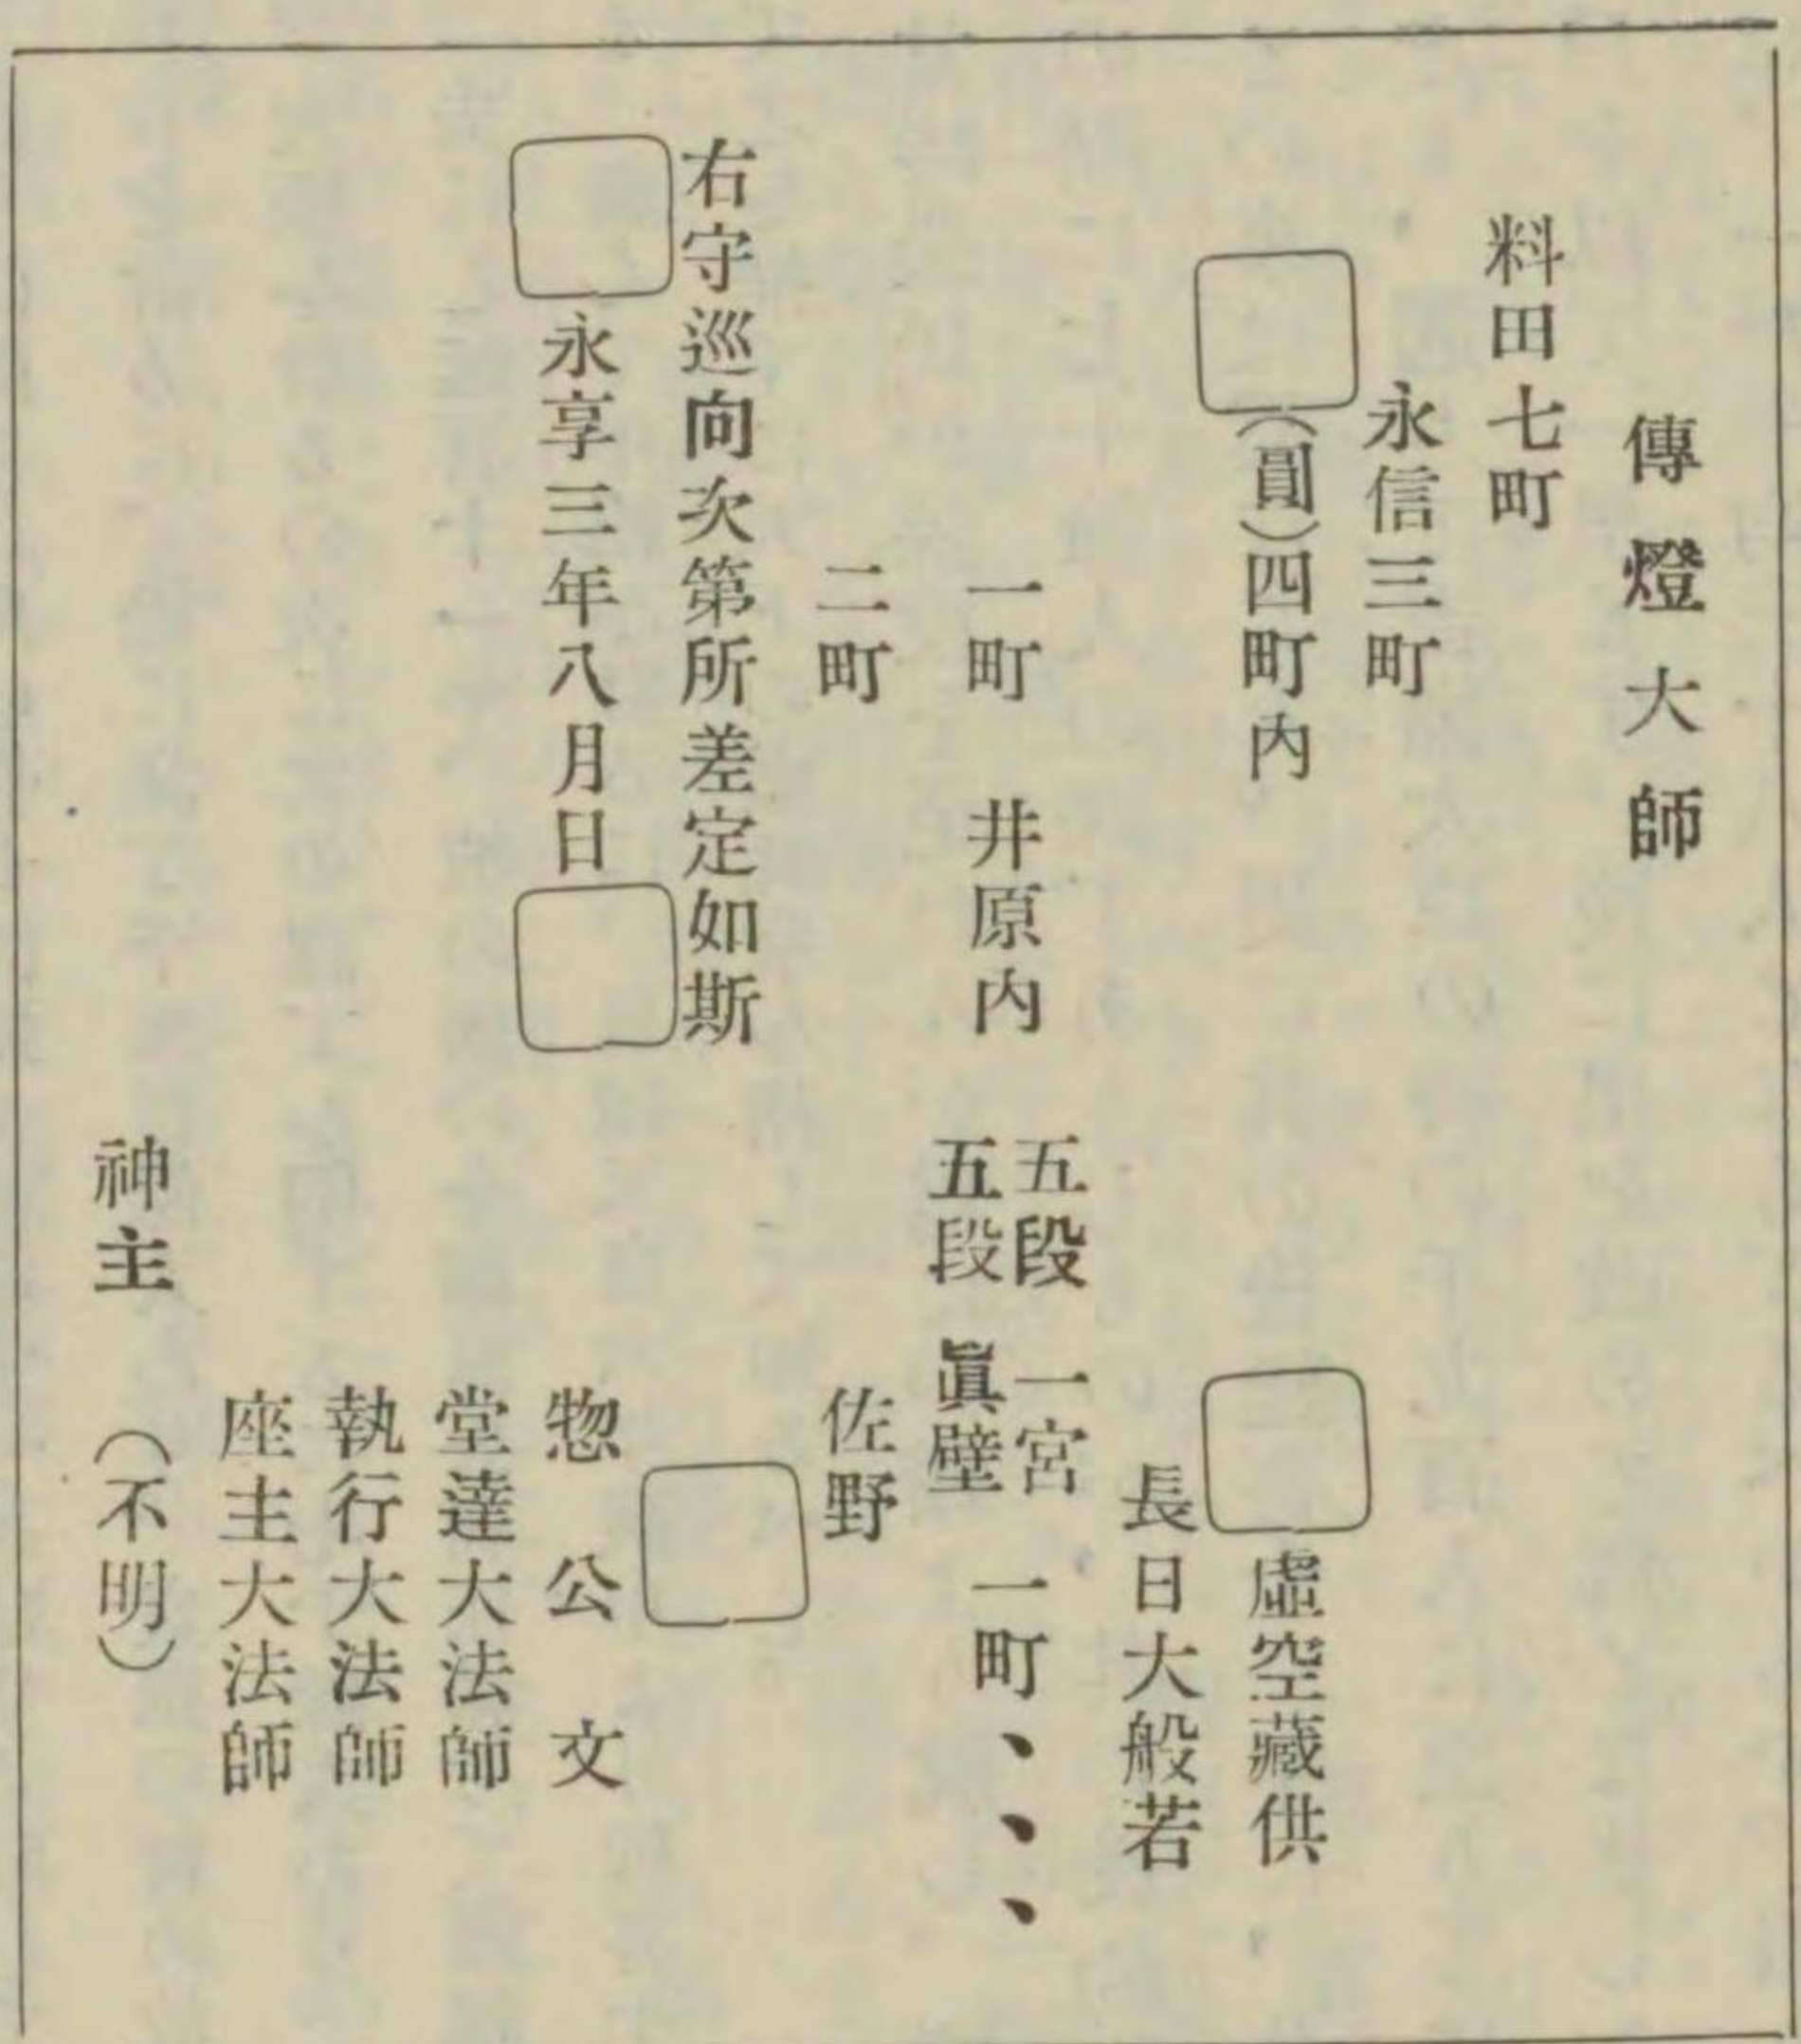 傳燈大師
料田七町
永信三町
(圓)四町内 虛空藏供
長日大般若
一町 井原内 五段 一宮 一町、、、
五段 眞壁
二町 佐野
右守巡向次第所差定如斯
永享三年八月日 惣公文
堂達大法師
執行大法師
座主大法師
神主 (不明)